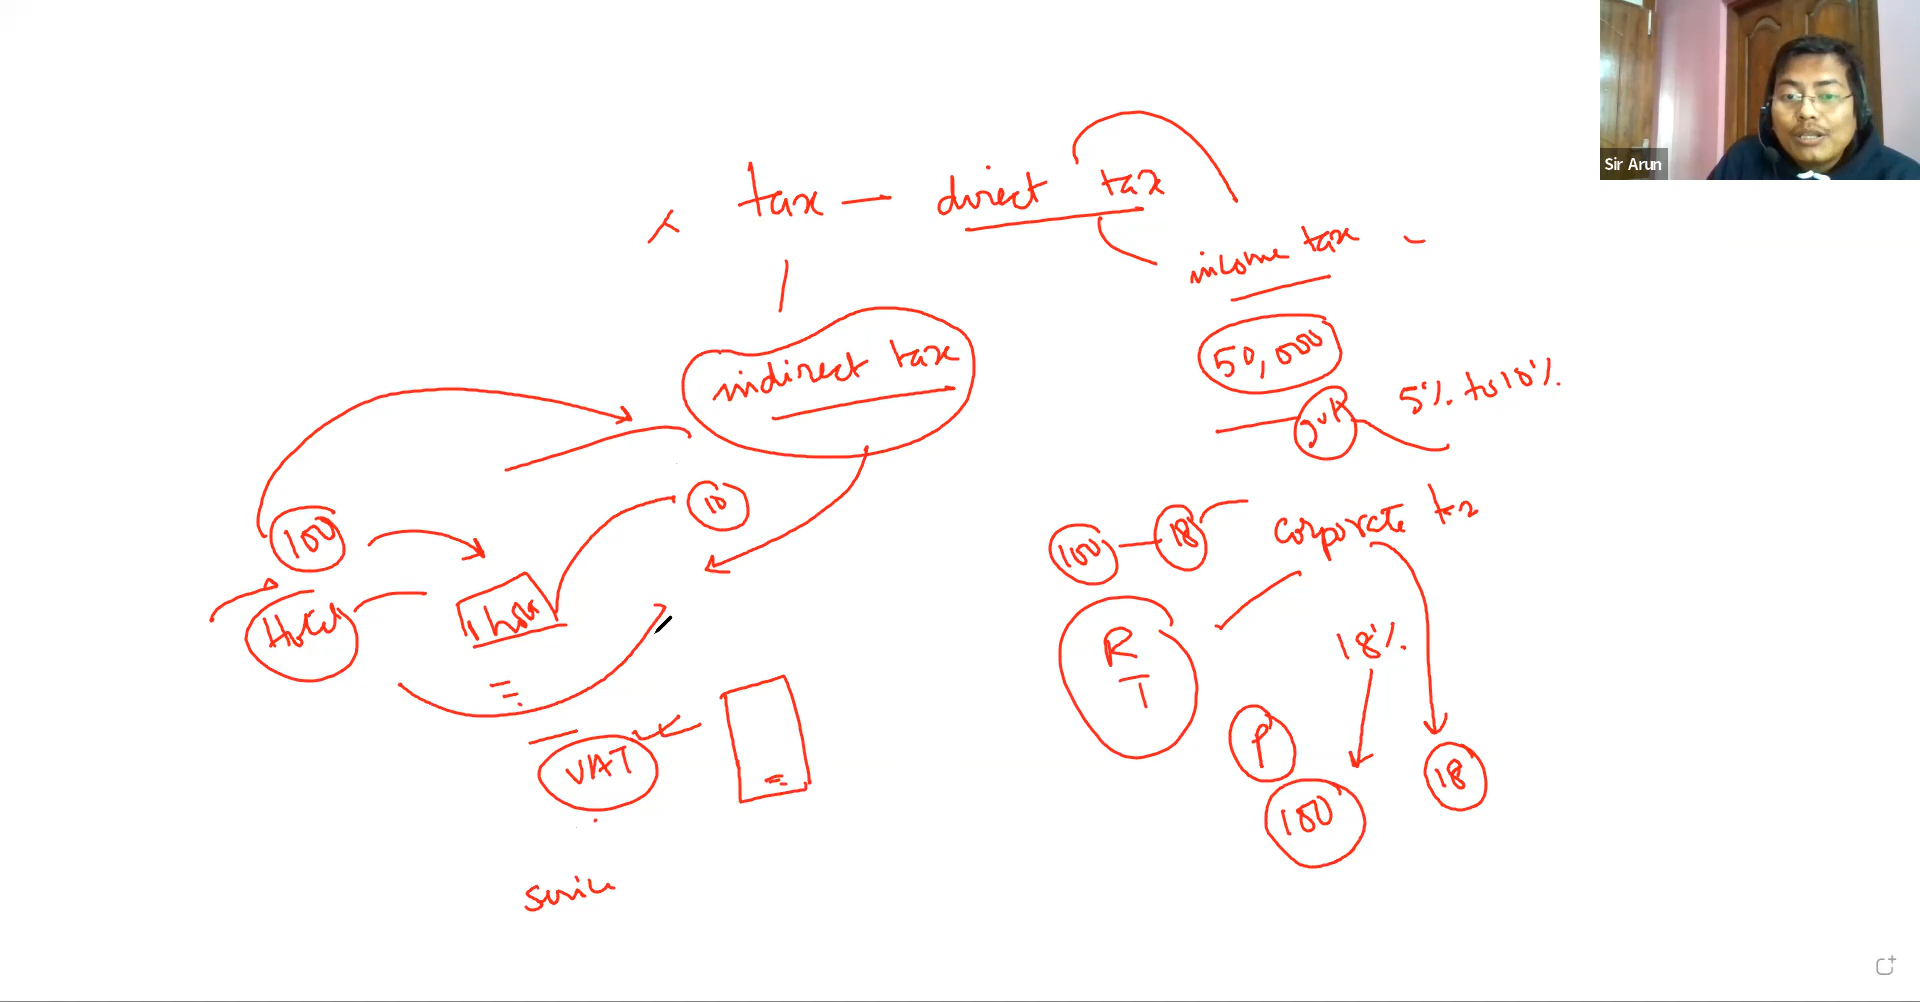 Sir Arun
tax — direct tax
income tax
50,000
5% to 10%
indirect tax
10
100
100 — 18
corporate tx
Hotel
R
T
18%
P
VAT
18
100